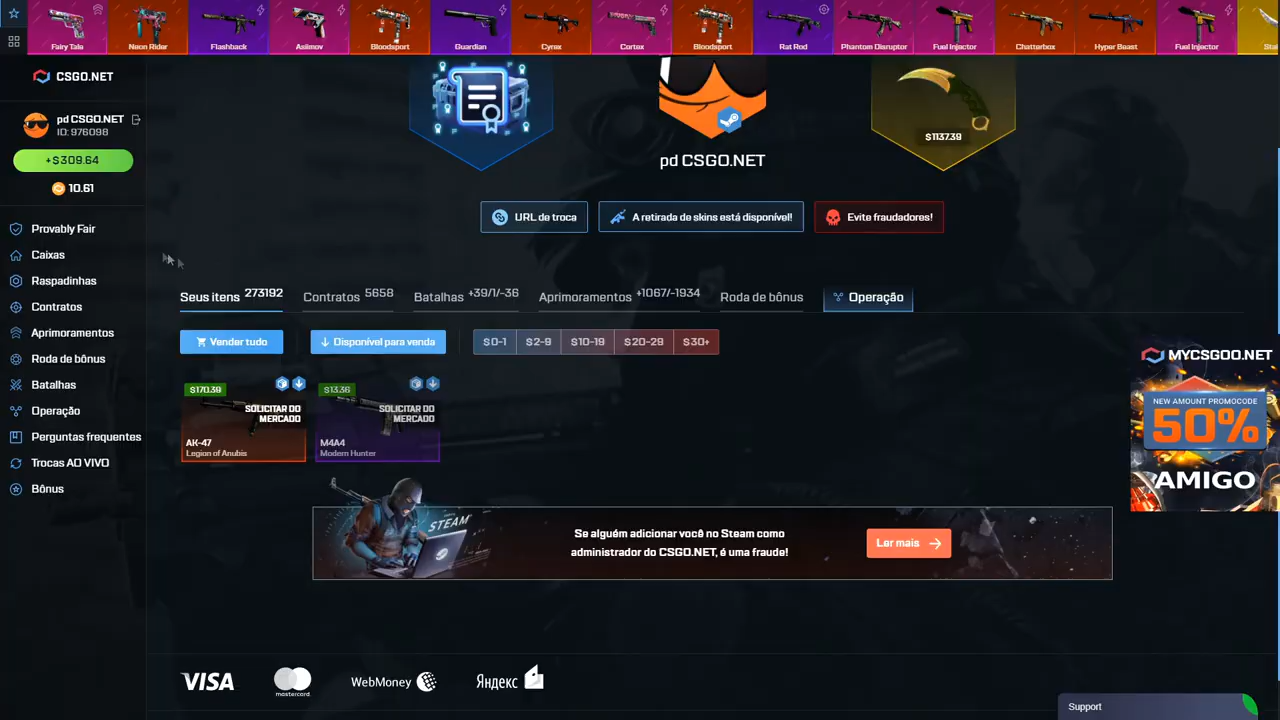 Fairy Tale
Neon Rider
Flashback
Asiimov
Bloodsport
Guardian
Cyrex
Cortex
Bloodsport
Rat Rod
Phantom Disruptor
Fuel Injector
Chatterbox
Hyper Beast
Fuel Injector
CSGO.NET
pd CSGO.NET
ID: 976098
+$309.64
10.61
Provably Fair
Caixas
Raspadinhas
Contratos
Aprimoramentos
Roda de bônus
Batalhas
Operação
Perguntas frequentes
Trocas AO VIVO
Bônus
$1137.39
pd CSGO.NET
URL de troca
A retirada de skins está disponível!
Evite fraudadores!
Seus itens 273192
Contratos 5658
Batalhas +39/1/-36
Aprimoramentos +1067/-1934
Roda de bônus
Operação
Vender tudo
Disponível para venda
$0-1
$2-9
$10-19
$20-29
$30+
$170.39
SOLICITAR DO
MERCADO
AK-47
Legion of Anubis
$13.36
SOLICITAR DO
MERCADO
M4A4
Modern Hunter
STEAM
Se alguém adicionar você no Steam como
administrador do CSGO.NET, é uma fraude!
Ler mais
MYCSGOO.NET
NEW AMOUNT PROMOCODE
50%
AMIGO
VISA
mastercard.
WebMoney
Яндекс
Support